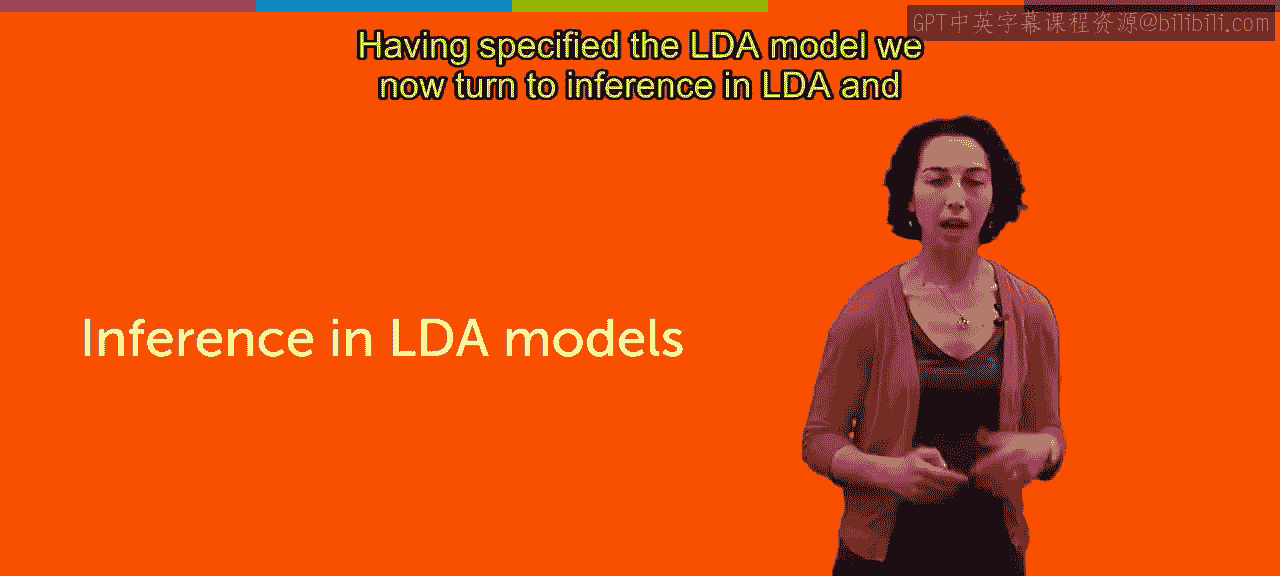 GPT中英字幕课程资源@bilibili.com
Having specified the LDA model we
now turn to inference in LDA and
Inference in LDA models